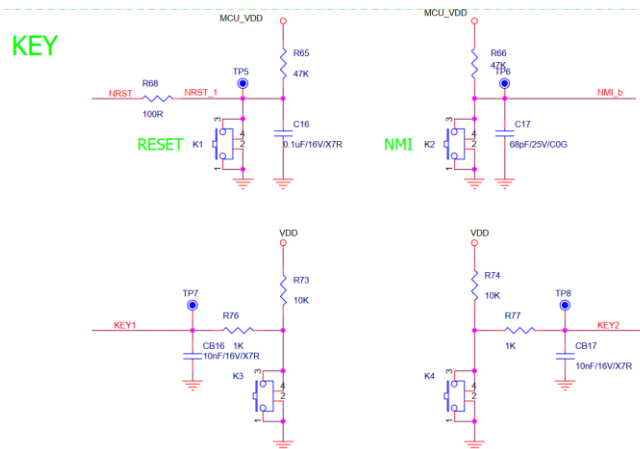 KEY
MCU_VDD
R65
47K
TP5
R68
100R
NRST
NRST_1
RESET
K1
3
4
2
1
C16
0.1uF/16V/X7R
MCU_VDD
R66
47K
TP6
NMI_b
NMI
K2
3
4
2
1
C17
68pF/25V/C0G
VDD
R73
10K
TP7
KEY1
R76
1K
CB16
10nF/16V/X7R
K3
3
4
2
1
VDD
R74
10K
TP8
R77
1K
KEY2
CB17
10nF/16V/X7R
K4
3
4
2
1